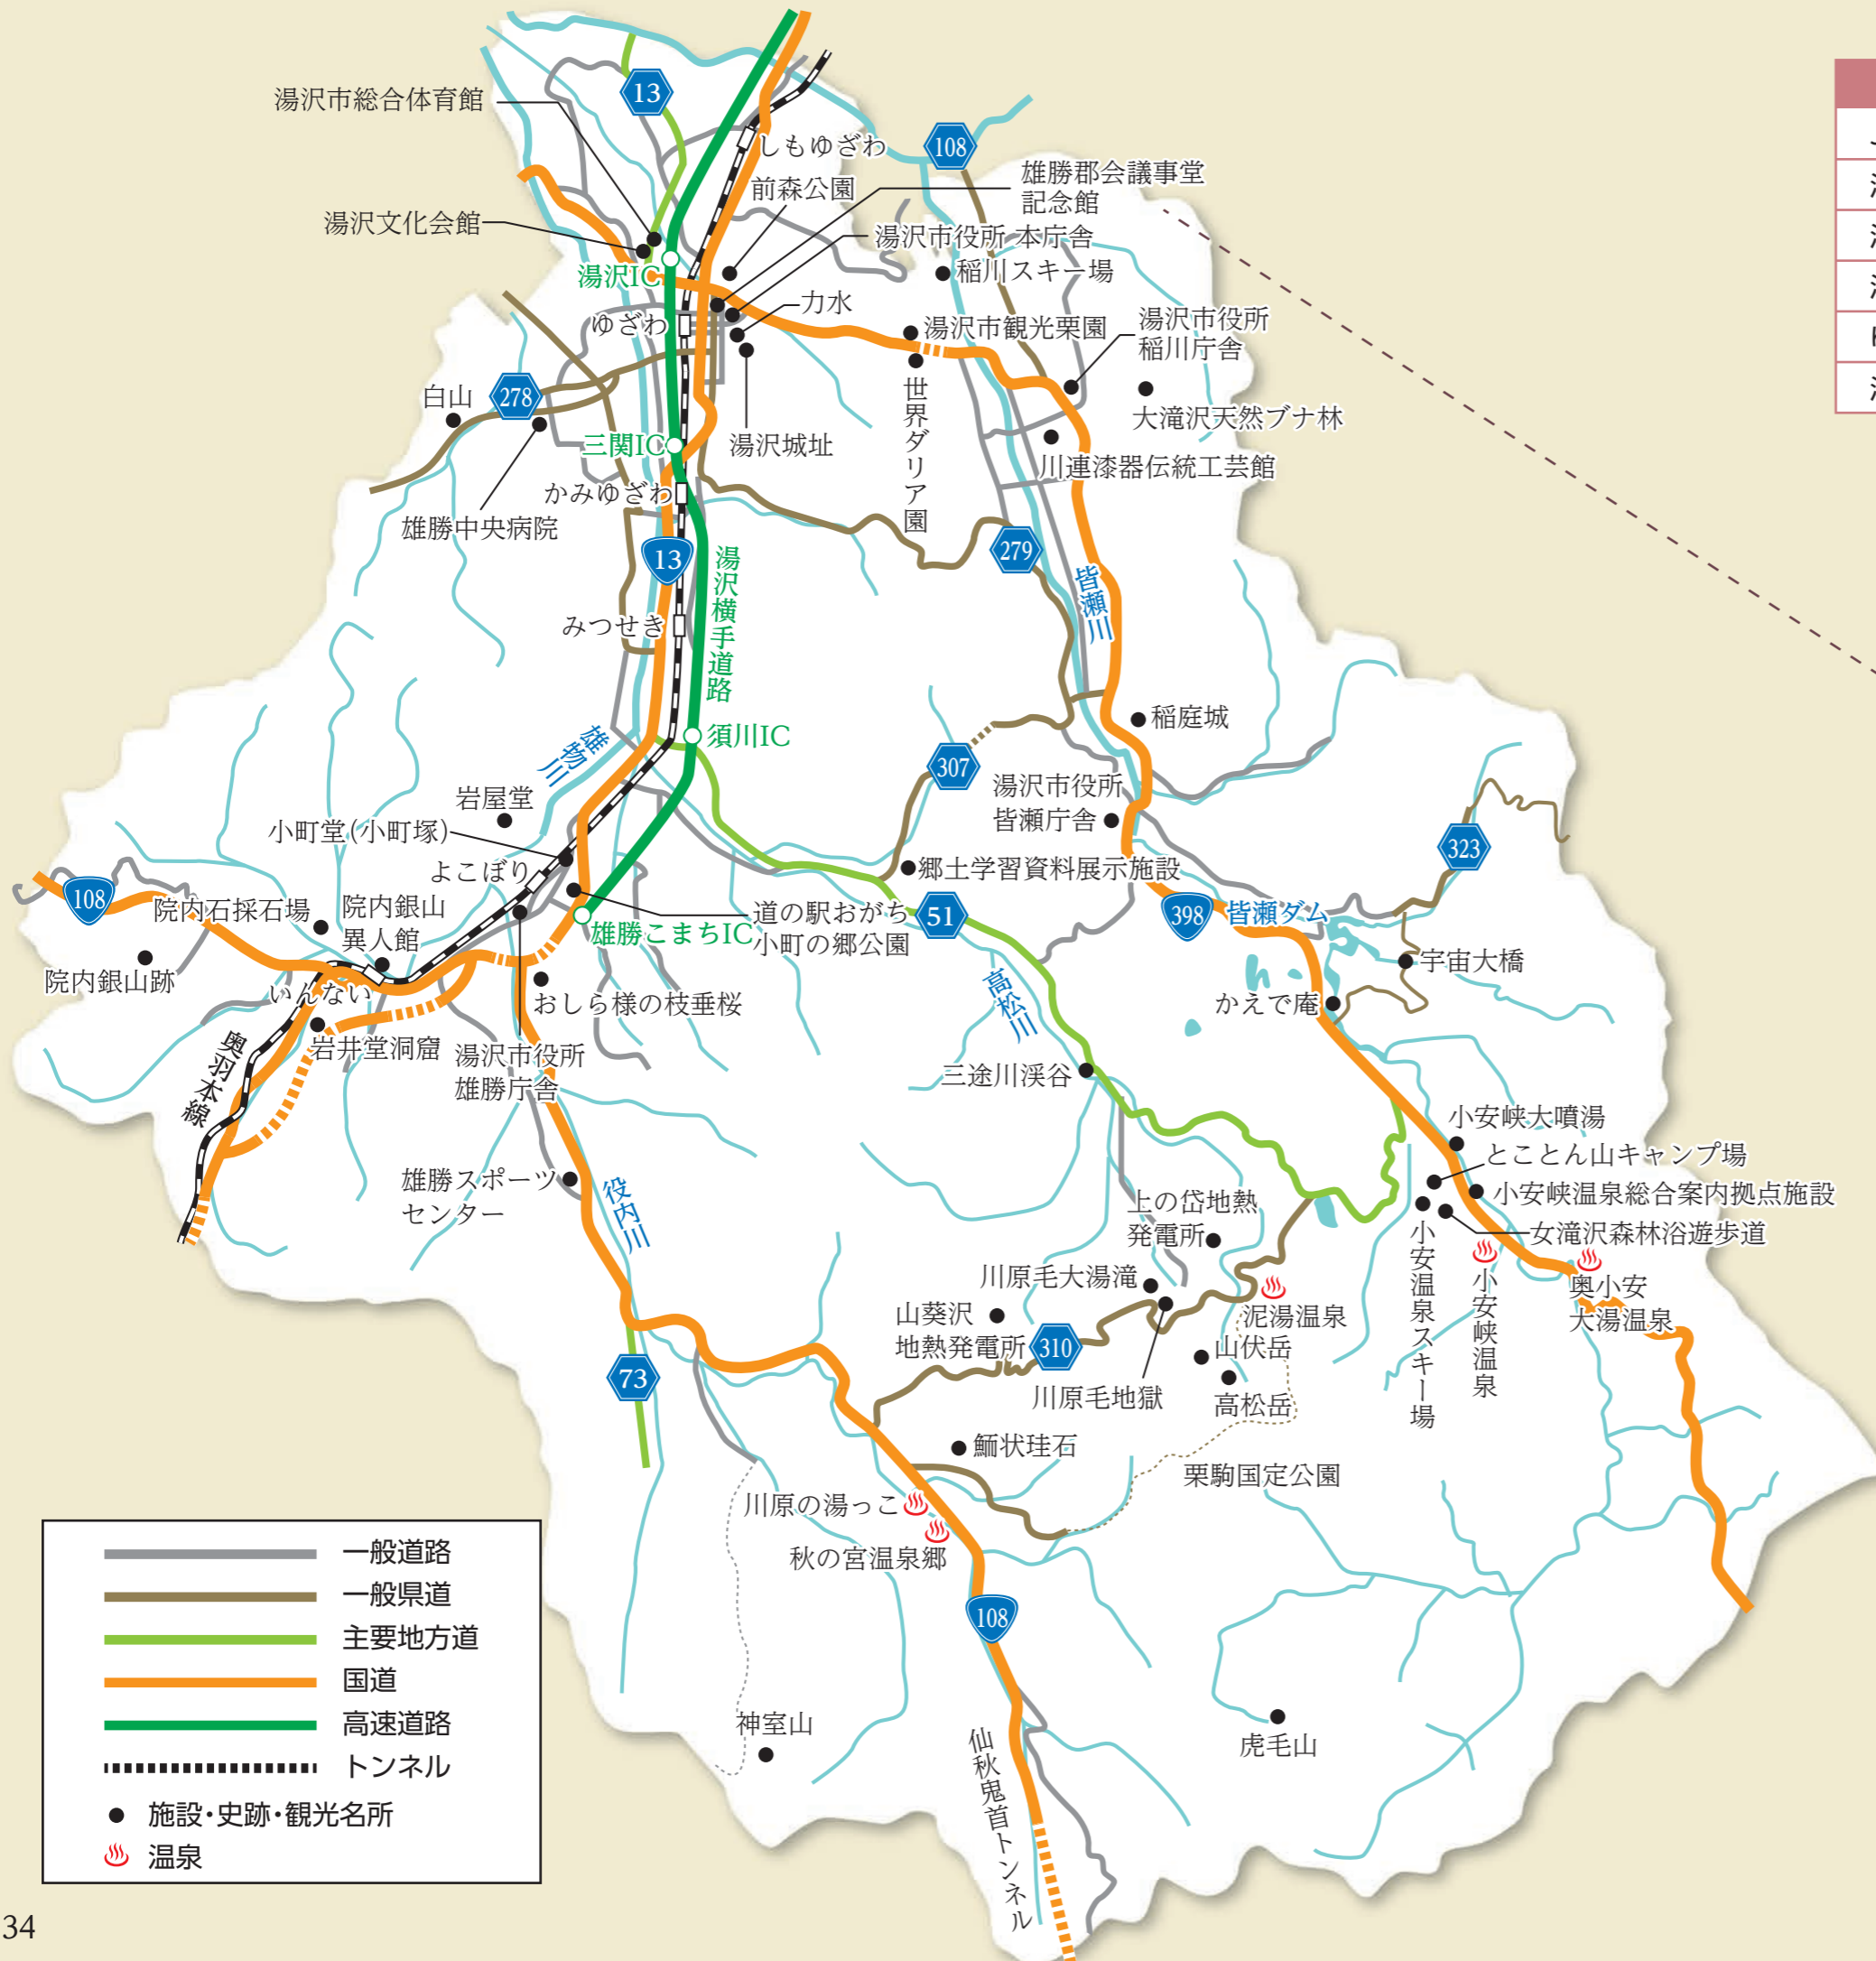 湯沢市総合体育館
13
しもゆざわ
108
前森公園
雄勝郡会議事堂
記念館
湯沢文化会館
湯沢市役所 本庁舎
湯沢IC
稲川スキー場
力水
ゆざわ
湯沢市観光栗園
湯沢市役所
稲川庁舎
白山
278
世界ダリア園
大滝沢天然ブナ林
三関IC
湯沢城址
川連漆器伝統工芸館
かみゆざわ
雄勝中央病院
13
湯沢横手道路
279
皆瀬川
みつせき
稲庭城
雄物川
須川IC
307
湯沢市役所
皆瀬庁舎
岩屋堂
小町堂(小町塚)
323
よこぼり
郷土学習資料展示施設
108
院内石採石場
院内銀山
異人館
道の駅おがち
小町の郷公園
51
398
皆瀬ダム
雄勝こまちIC
院内銀山跡
いんない
おしら様の枝垂桜
高松川
宇宙大橋
かえで庵
岩井堂洞窟
湯沢市役所
雄勝庁舎
奥羽本線
三途川渓谷
小安峡大噴湯
とことん山キャンプ場
雄勝スポーツ
センター
役内川
上の岱地熱
発電所
小安峡温泉総合案内拠点施設
女滝沢森林浴遊歩道
小安温泉スキー場
小安峡温泉
奥小安
大湯温泉
川原毛大湯滝
泥湯温泉
山葵沢
地熱発電所
310
山伏岳
73
川原毛地獄
高松岳
鮞状珪石
栗駒国定公園
川原の湯っこ
秋の宮温泉郷
108
神室山
虎毛山
仙秋鬼首トンネル
一般道路
一般県道
主要地方道
国道
高速道路
トンネル
施設・史跡・観光名所
温泉
34